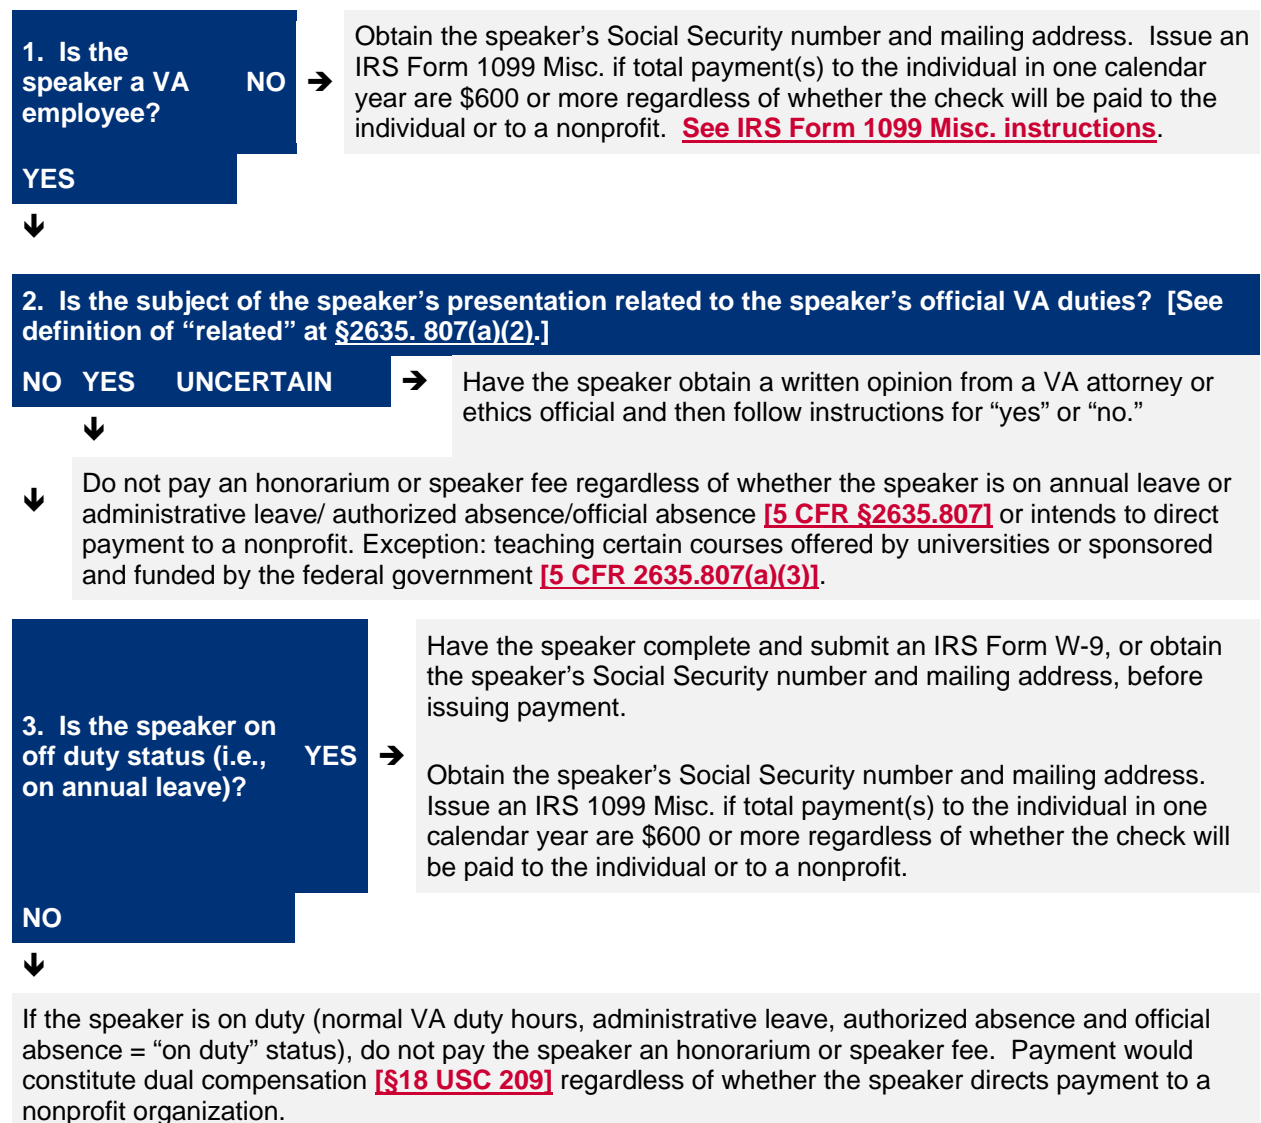 1. Is the
speaker a VA NO ➔
employee?
Obtain the speaker’s Social Security number and mailing address. Issue an
IRS Form 1099 Misc. if total payment(s) to the individual in one calendar
year are $600 or more regardless of whether the check will be paid to the
individual or to a nonprofit. See IRS Form 1099 Misc. instructions.
YES
🡻
2. Is the subject of the speaker’s presentation related to the speaker’s official VA duties? [See
definition of “related” at §2635. 807(a)(2).]
NO YES UNCERTAIN ➔
Have the speaker obtain a written opinion from a VA attorney or
ethics official and then follow instructions for “yes” or “no.”
🡻
🡻
Do not pay an honorarium or speaker fee regardless of whether the speaker is on annual leave or
administrative leave/ authorized absence/official absence [5 CFR §2635.807] or intends to direct
payment to a nonprofit. Exception: teaching certain courses offered by universities or sponsored
and funded by the federal government [5 CFR 2635.807(a)(3)].
3. Is the speaker on
off duty status (i.e., YES ➔
on annual leave)?
Have the speaker complete and submit an IRS Form W-9, or obtain
the speaker’s Social Security number and mailing address, before
issuing payment.
Obtain the speaker’s Social Security number and mailing address.
Issue an IRS 1099 Misc. if total payment(s) to the individual in one
calendar year are $600 or more regardless of whether the check will
be paid to the individual or to a nonprofit.
NO
🡻
If the speaker is on duty (normal VA duty hours, administrative leave, authorized absence and official
absence = “on duty” status), do not pay the speaker an honorarium or speaker fee. Payment would
constitute dual compensation [§18 USC 209] regardless of whether the speaker directs payment to a
nonprofit organization.